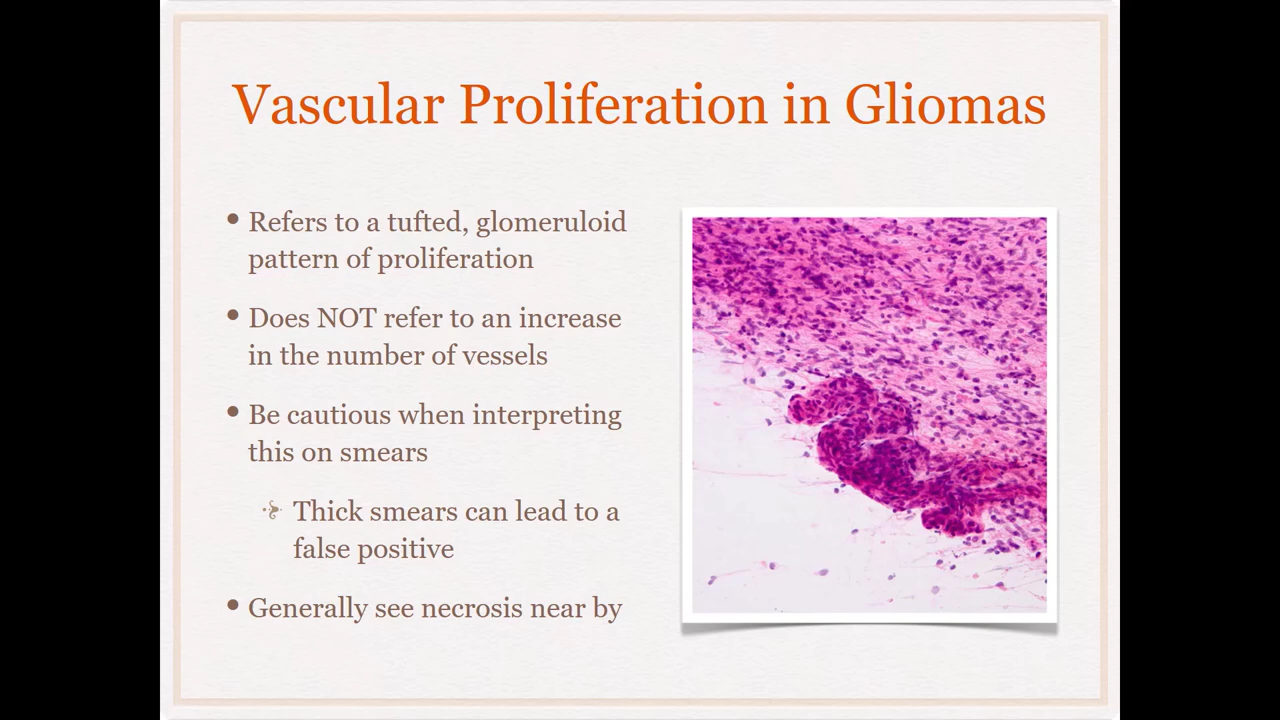 Vascular Proliferation in Gliomas
• Refers to a tufted, glomeruloid
pattern of proliferation
• Does NOT refer to an increase
in the number of vessels
• Be cautious when interpreting
this on smears
Thick smears can lead to a
false positive
• Generally see necrosis near by